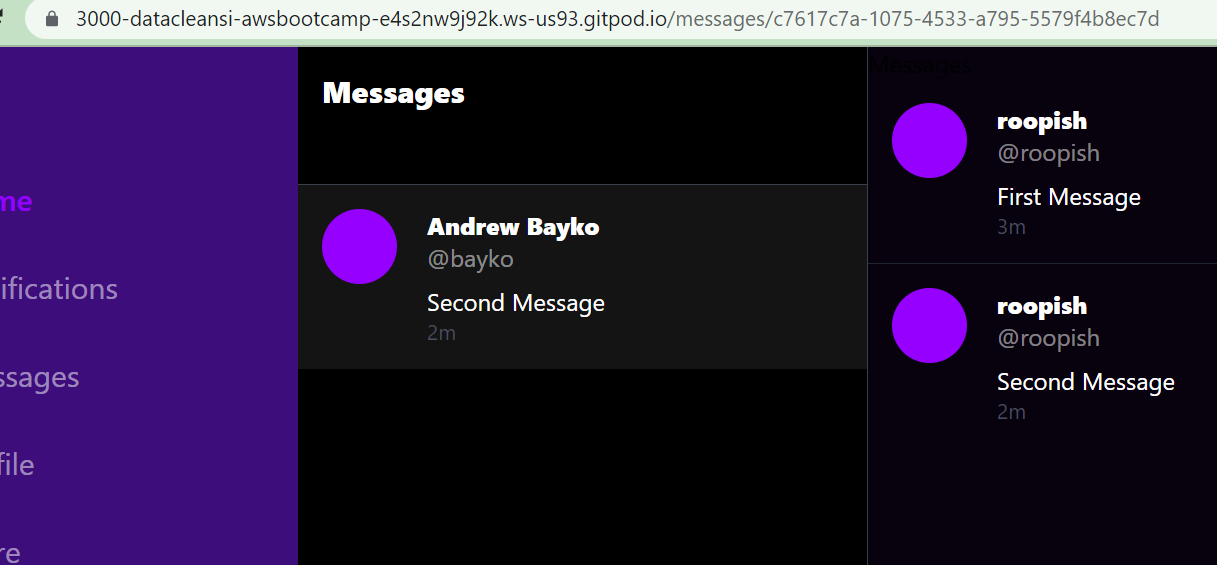 3000-datacleansi-awsbootcamp-e4s2nw9j92k.ws-us93.gitpod.io/messages/c7617c7a-1075-4533-a795-5579f4b8ec7d
me
ifications
ssages
file
re
Messages
Andrew Bayko
@bayko
Second Message
2m
Messages
roopish
@roopish
First Message
3m
roopish
@roopish
Second Message
2m